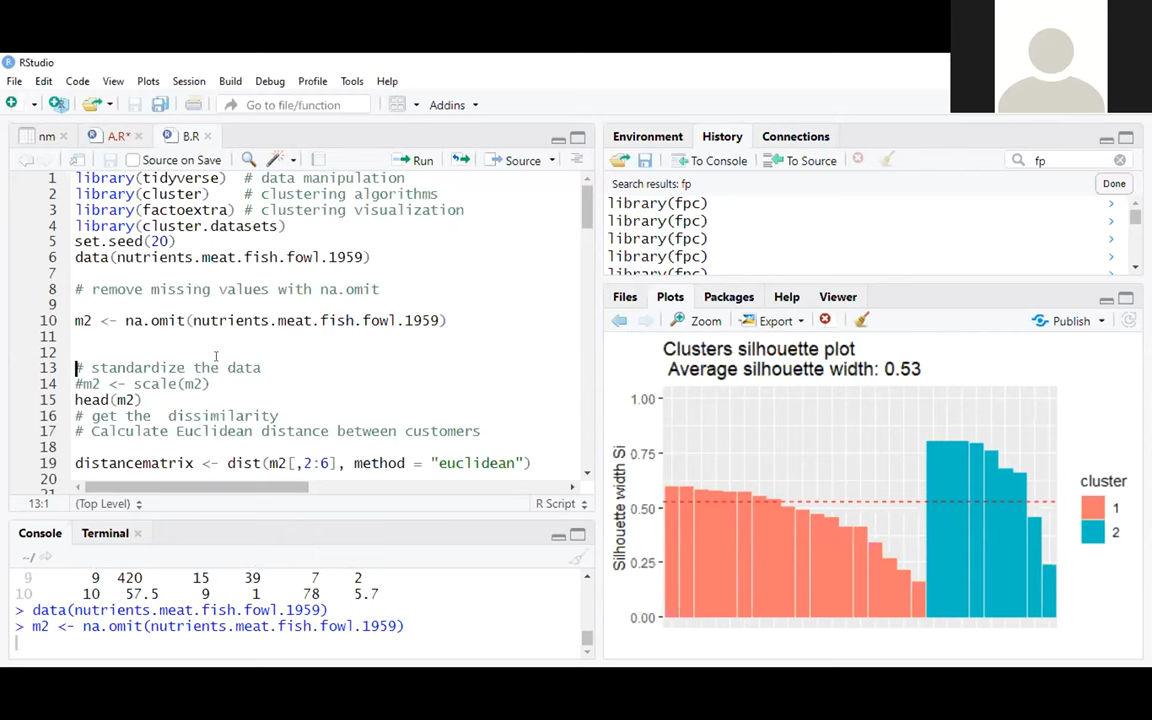 RStudio
File Edit Code View Plots Session Build Debug Profile Tools Help
Go to file/function Addins
nm A.R* B.R
Source on Save Run Source
1 library(tidyverse) # data manipulation
2 library(cluster) # clustering algorithms
3 library(factoextra) # clustering visualization
4 library(cluster.datasets)
5 set.seed(20)
6 data(nutrients.meat.fish.fowl.1959)
7
8 # remove missing values with na.omit
9
10 m2 <- na.omit(nutrients.meat.fish.fowl.1959)
11
12
13 # standardize the data
14 #m2 <- scale(m2)
15 head(m2)
16 # get the dissimilarity
17 # Calculate Euclidean distance between customers
18
19 distancematrix <- dist(m2[,2:6], method = "euclidean")
20
21
13:1 (Top Level) R Script
Console Terminal
~/
9 9 420 15 39 7 2
10 10 57.5 9 1 78 5.7
> data(nutrients.meat.fish.fowl.1959)
> m2 <- na.omit(nutrients.meat.fish.fowl.1959)
Environment History Connections
To Console To Source fp
Search results: fp Done
library(fpc)
library(fpc)
library(fpc)
library(fpc)
library(fpc)
Files Plots Packages Help Viewer
Zoom Export Publish
Clusters silhouette plot
Average silhouette width: 0.53
1.00
0.75
0.50
0.25
0.00
Silhouette width Si
cluster
1
2